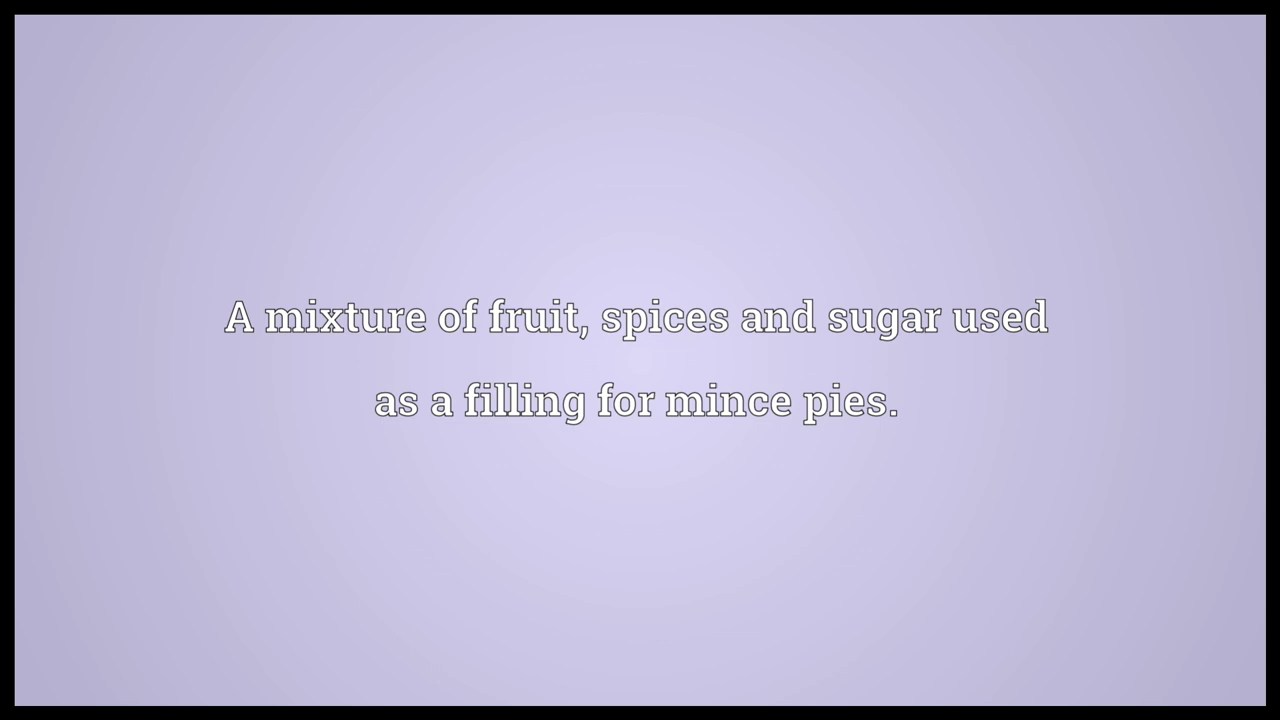 A mixture of fruit, spices and sugar used
as a filling for mince pies.